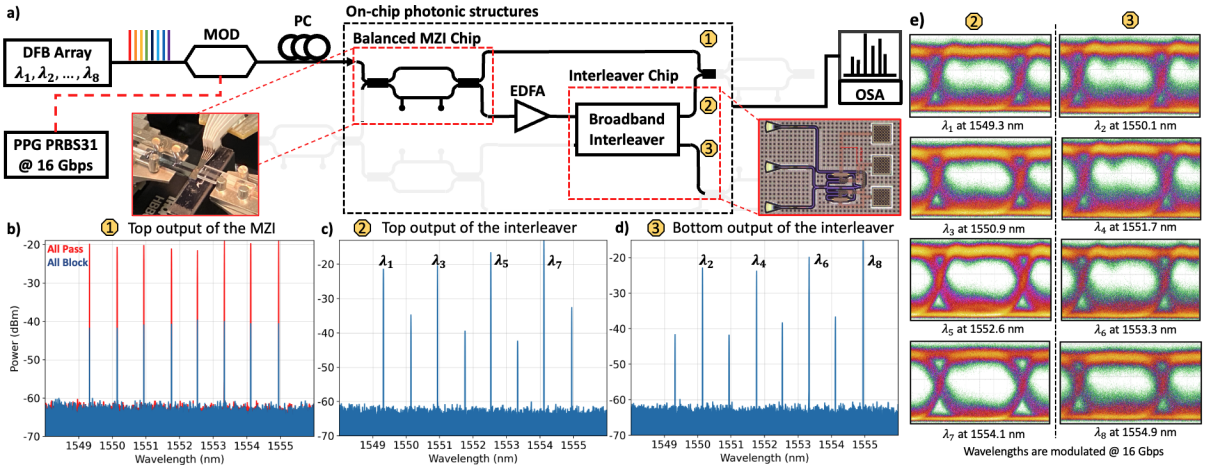 a)
DFB Array
λ1, λ2, ..., λ8
MOD
PC
PPG PRBS31
@ 16 Gbps
On-chip photonic structures
Balanced MZI Chip
EDFA
Interleaver Chip
Broadband
Interleaver
1
2
3
OSA
b)
1 Top output of the MZI
All Pass
All Block
Power (dBm)
-20
-30
-40
-50
-60
-70
1549 1550 1551 1552 1553 1554 1555
Wavelength (nm)
c)
2 Top output of the interleaver
λ1 λ3 λ5 λ7
-20
-30
-40
-50
-60
-70
1549 1550 1551 1552 1553 1554 1555
Wavelength (nm)
d)
3 Bottom output of the interleaver
λ2 λ4 λ6 λ8
-20
-30
-40
-50
-60
-70
1549 1550 1551 1552 1553 1554 1555
Wavelength (nm)
e)
2 3
λ1 at 1549.3 nm λ2 at 1550.1 nm
λ3 at 1550.9 nm λ4 at 1551.7 nm
λ5 at 1552.6 nm λ6 at 1553.3 nm
λ7 at 1554.1 nm λ8 at 1554.9 nm
Wavelengths are modulated @ 16 Gbps